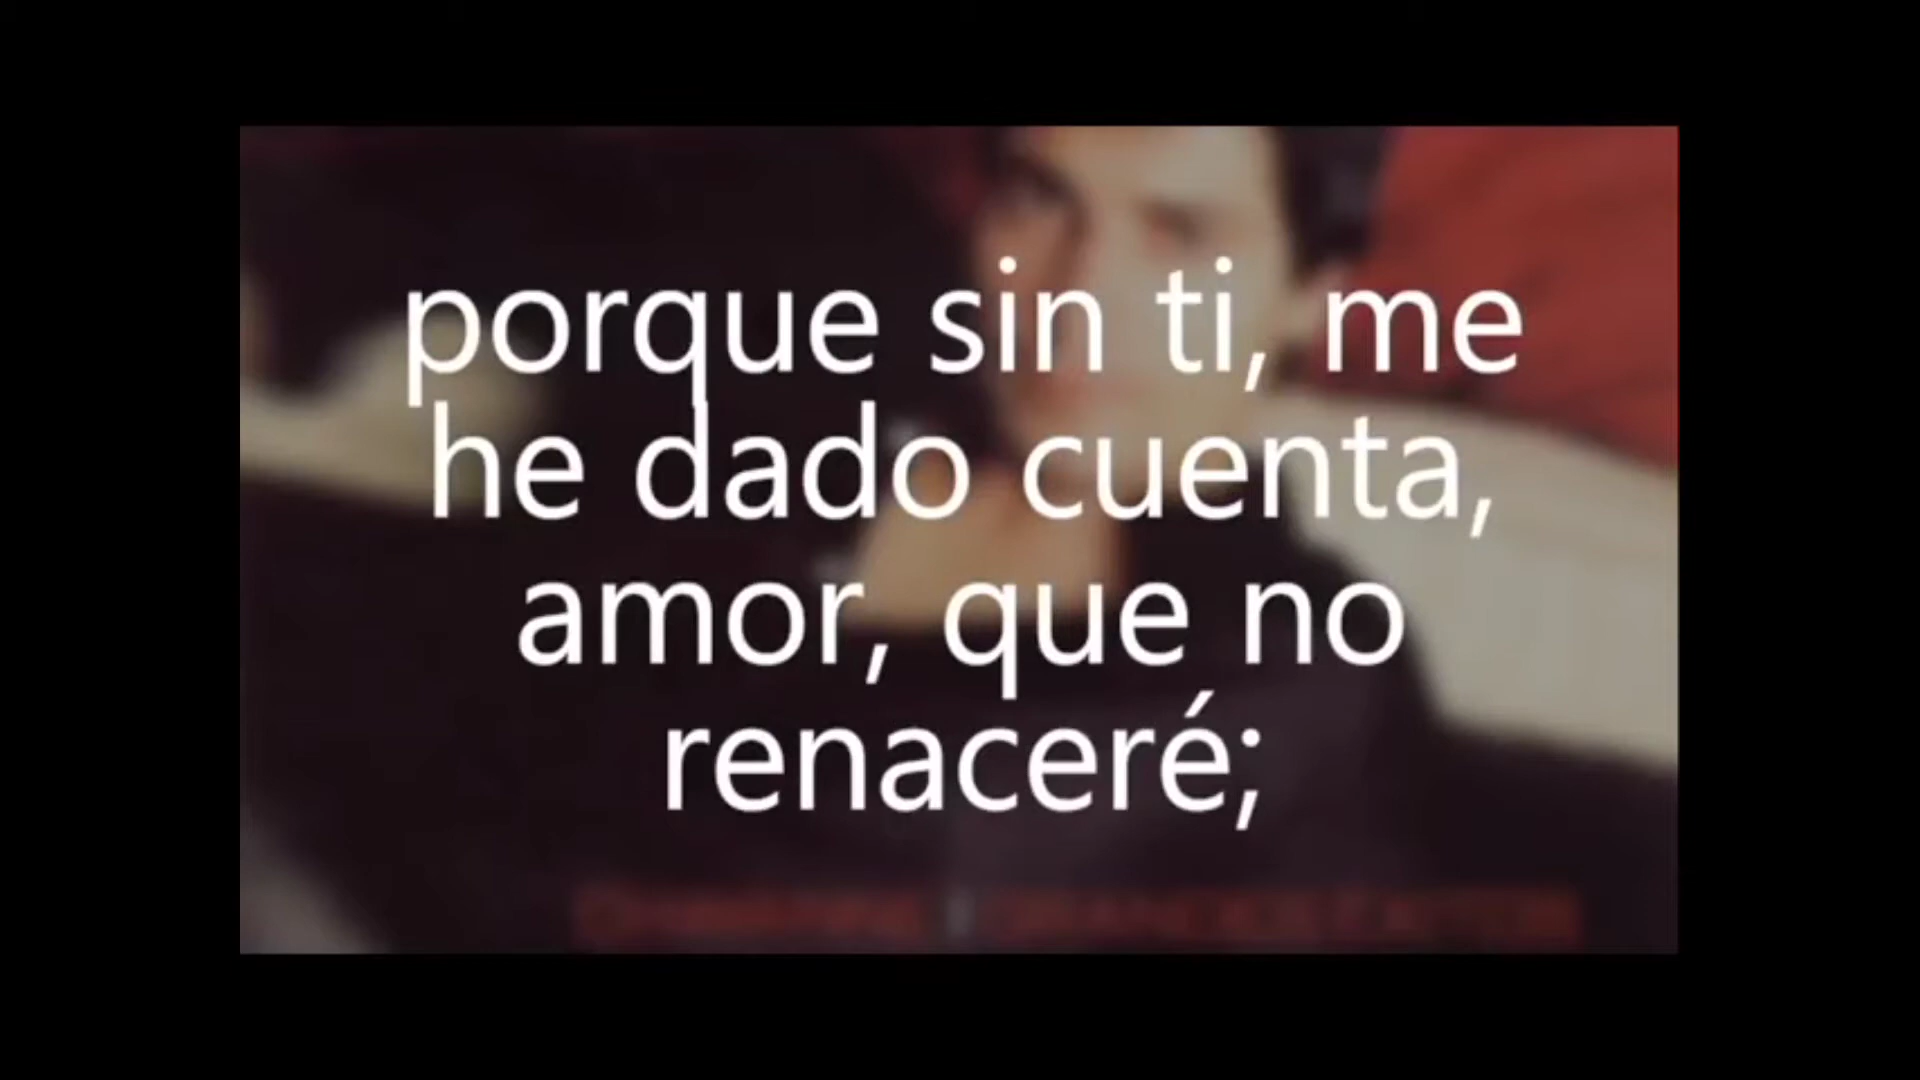 porque sin ti, me
he dado cuenta,
amor, que no
renaceré;